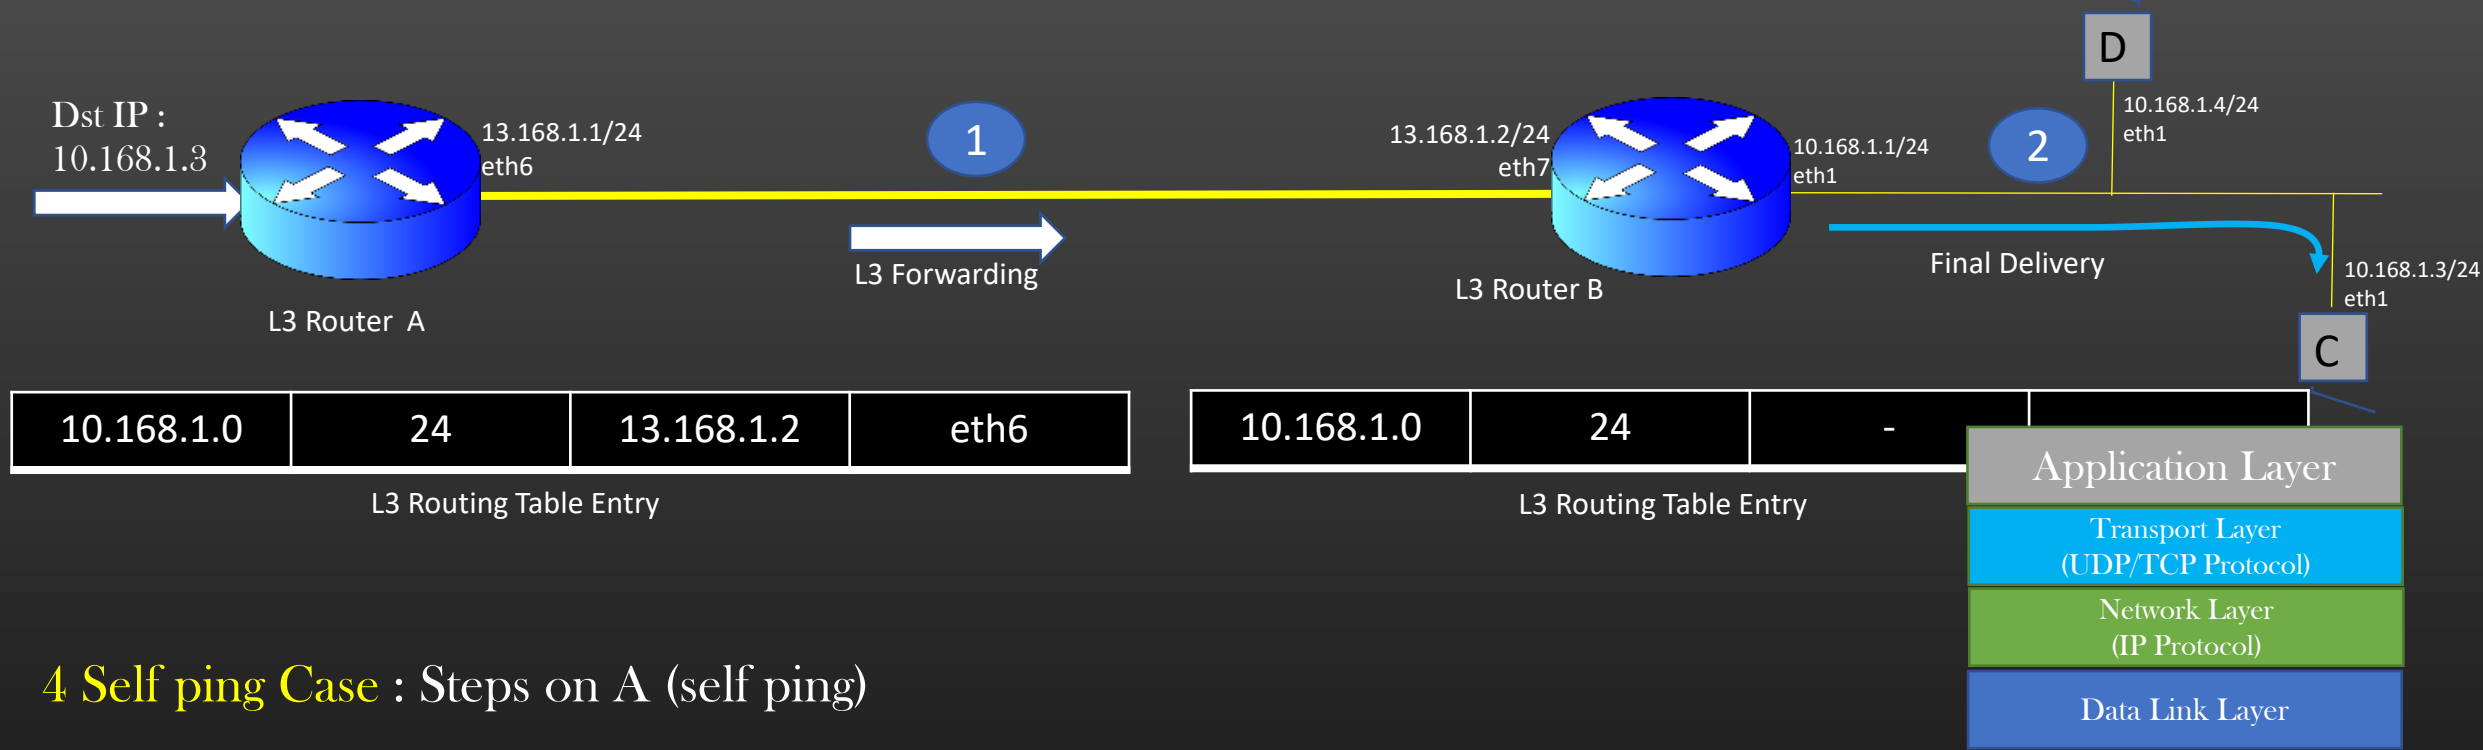 D
Dst IP :
10.168.1.3
13.168.1.1/24
eth6
1
13.168.1.2/24
eth7
10.168.1.1/24
eth1
2
10.168.1.4/24
eth1
L3 Forwarding
Final Delivery
10.168.1.3/24
eth1
L3 Router A
L3 Router B
C
10.168.1.0 24 13.168.1.2 eth6
10.168.1.0 24 -
L3 Routing Table Entry
L3 Routing Table Entry
Application Layer
Transport Layer
(UDP/TCP Protocol)
Network Layer
(IP Protocol)
Data Link Layer
4 Self ping Case : Steps on A (self ping)